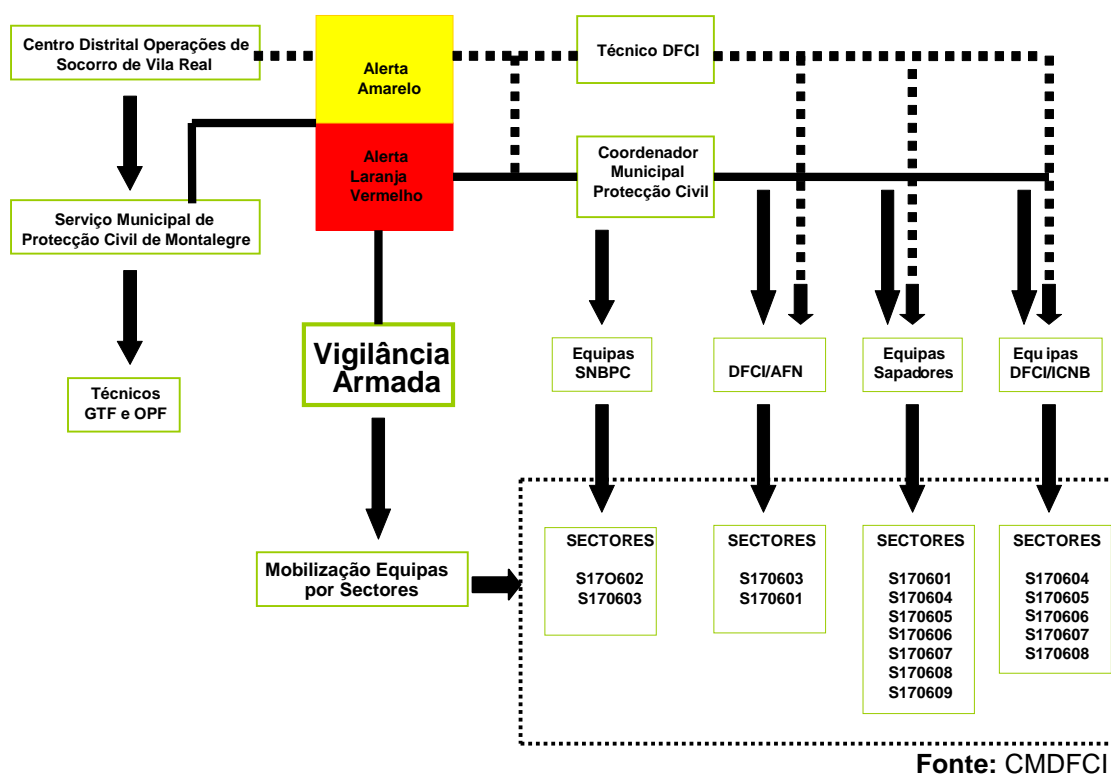 Centro Distrital Operações de
Socorro de Vila Real
Alerta
Amarelo
Técnico DFCI
Alerta
Laranja
Vermelho
Coordenador
Municipal
Protecção Civil
Serviço Municipal de
Protecção Civil de Montalegre
Vigilância
Armada
Técnicos
GTF e OPF
Equipas
SNBPC
DFCI/AFN
Equipas
Sapadores
Equipas
DFCI/ICNB
Mobilização Equipas
por Sectores
SECTORES
S17O602
S170603
SECTORES
S170603
S170601
SECTORES
S170601
S170604
S170605
S170606
S170607
S170608
S170609
SECTORES
S170604
S170605
S170606
S170607
S170608
Fonte: CMDFCI